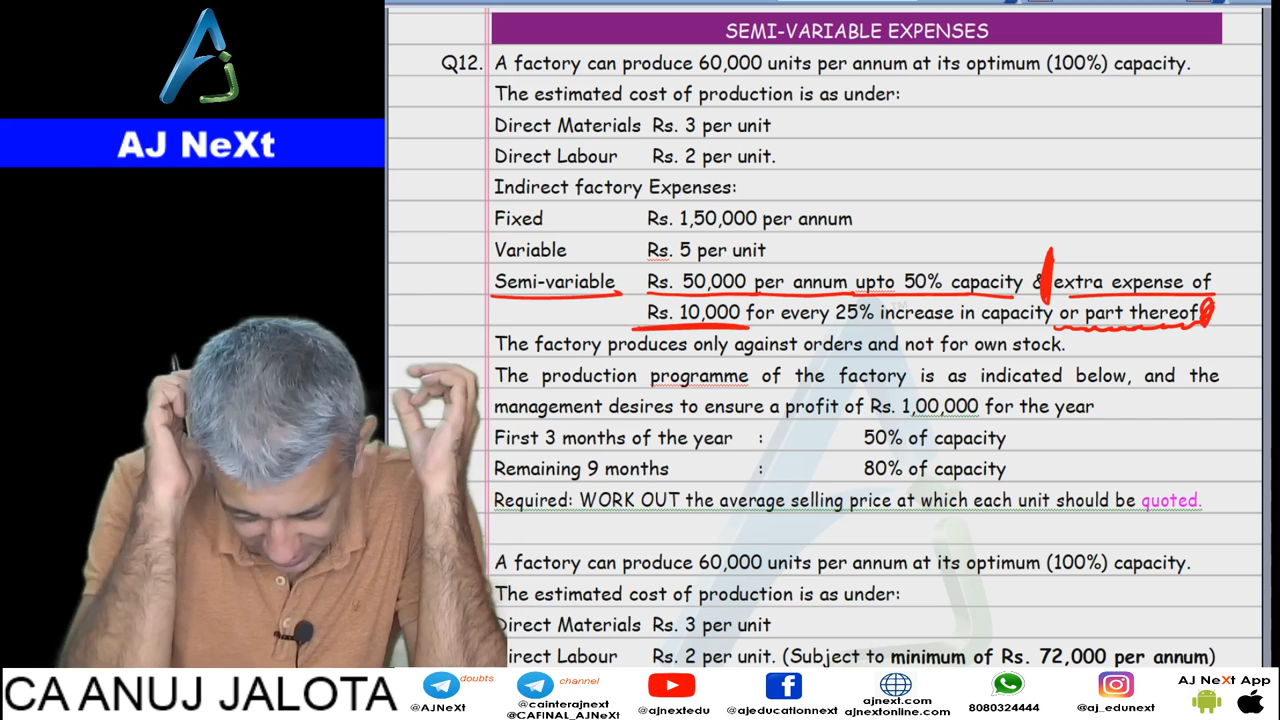 AJ NeXt
SEMI-VARIABLE EXPENSES
Q12. A factory can produce 60,000 units per annum at its optimum (100%) capacity.
The estimated cost of production is as under:
Direct Materials Rs. 3 per unit
Direct Labour Rs. 2 per unit.
Indirect factory Expenses:
Fixed Rs. 1,50,000 per annum
Variable Rs. 5 per unit
Semi-variable Rs. 50,000 per annum upto 50% capacity & extra expense of
Rs. 10,000 for every 25% increase in capacity or part thereof
The factory produces only against orders and not for own stock.
The production programme of the factory is as indicated below, and the
management desires to ensure a profit of Rs. 1,00,000 for the year
First 3 months of the year : 50% of capacity
Remaining 9 months : 80% of capacity
Required: WORK OUT the average selling price at which each unit should be quoted.
A factory can produce 60,000 units per annum at its optimum (100%) capacity.
The estimated cost of production is as under:
Direct Materials Rs. 3 per unit
Direct Labour Rs. 2 per unit. (Subject to minimum of Rs. 72,000 per annum)
CA ANUJ JALOTA
doubts
@AJNeXt
channel
@cainterajnext
@CAFINAL_AJNeXt
@ajnextedu
@ajeducationnext
ajnext.com
ajnextonline.com
8080324444
@aj_edunext
AJ NeXt App